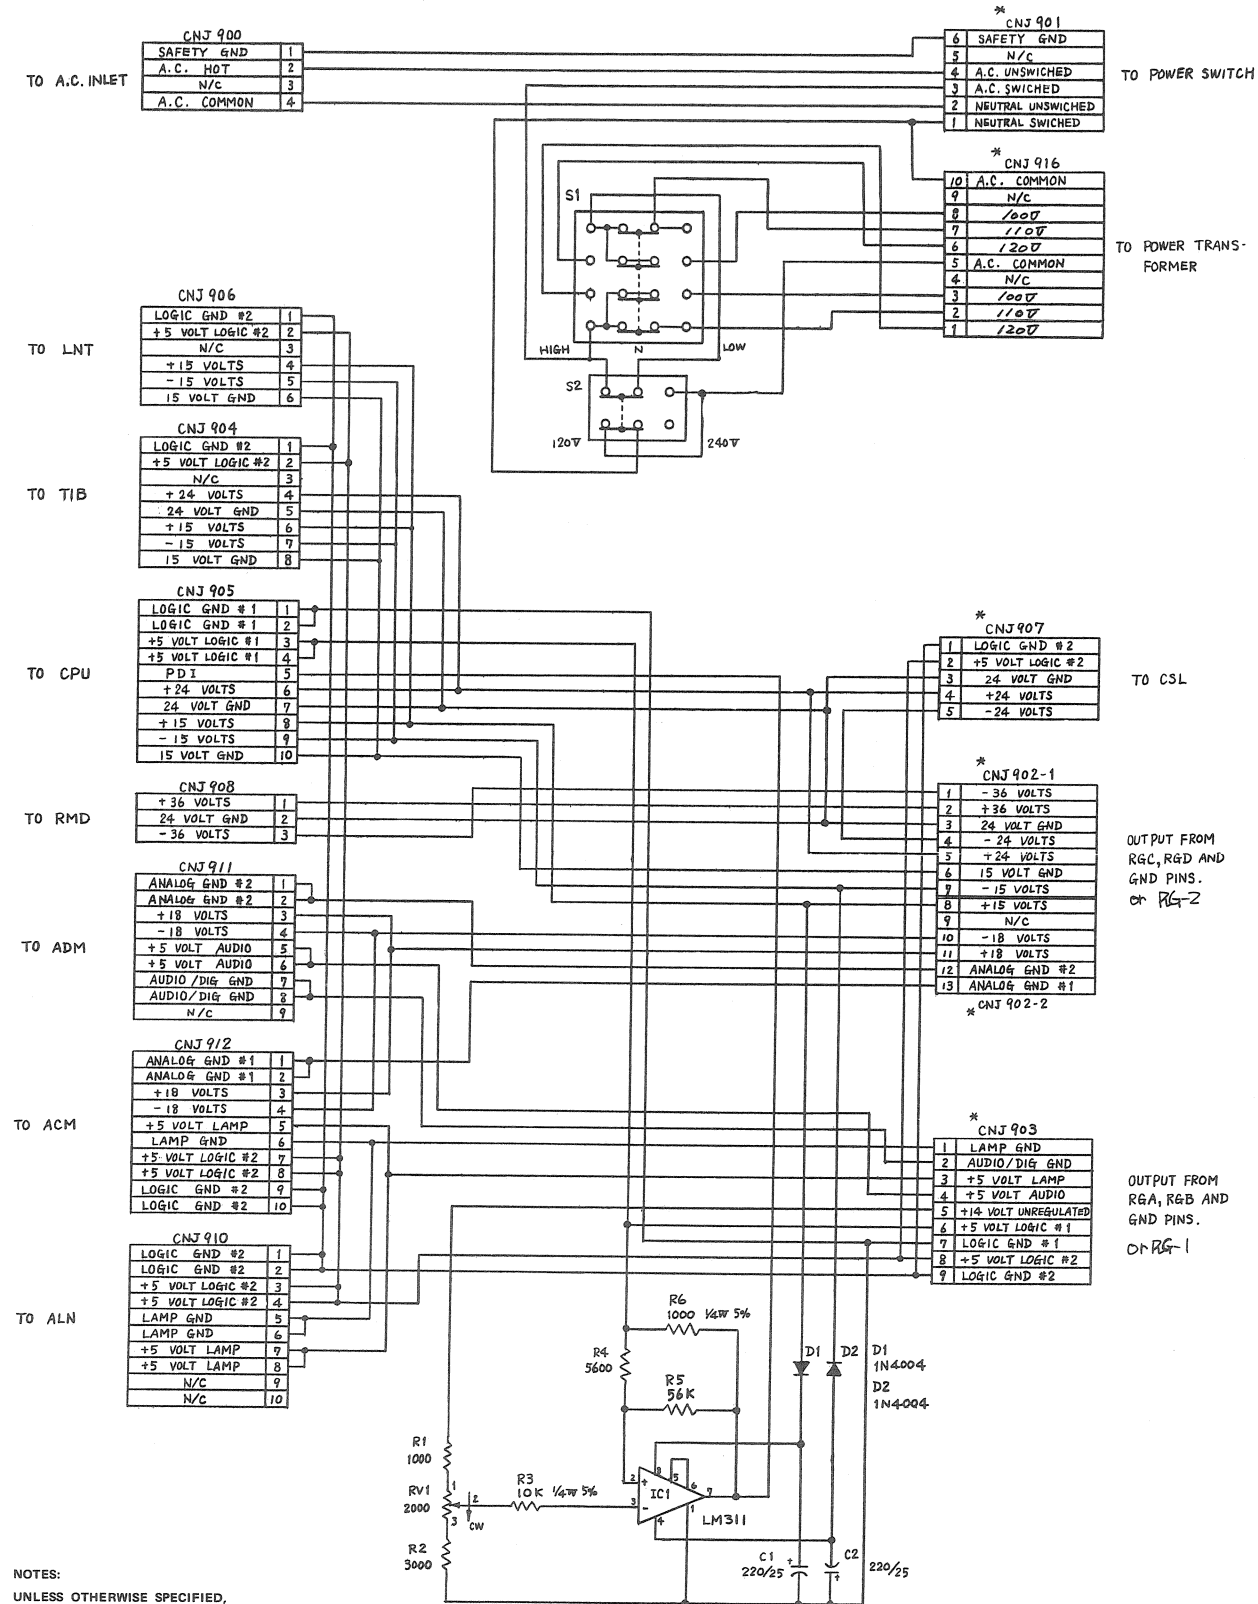 CNJ 900
SAFETY GND 1
A.C. HOT 2
N/C 3
A.C. COMMON 4
TO A.C. INLET
* CNJ 901
6 SAFETY GND
5 N/C
4 A.C. UNSWICHED
3 A.C. SWICHED
2 NEUTRAL UNSWICHED
1 NEUTRAL SWICHED
TO POWER SWITCH
* CNJ 916
10 A.C. COMMON
9 N/C
8 100V
7 110V
6 120V
5 A.C. COMMON
4 N/C
3 100V
2 110V
1 120V
TO POWER TRANS-
FORMER
S1
HIGH N LOW
S2
120V 240V
CNJ 906
LOGIC GND #2 1
+5 VOLT LOGIC #2 2
N/C 3
+15 VOLTS 4
-15 VOLTS 5
15 VOLT GND 6
TO LNT
CNJ 904
LOGIC GND #2 1
+5 VOLT LOGIC #2 2
N/C 3
+24 VOLTS 4
24 VOLT GND 5
+15 VOLTS 6
-15 VOLTS 7
15 VOLT GND 8
TO TIB
CNJ 905
LOGIC GND #1 1
LOGIC GND #1 2
+5 VOLT LOGIC #1 3
+5 VOLT LOGIC #1 4
PDI 5
+24 VOLTS 6
24 VOLT GND 7
+15 VOLTS 8
-15 VOLTS 9
15 VOLT GND 10
TO CPU
* CNJ 907
1 LOGIC GND #2
2 +5 VOLT LOGIC #2
3 24 VOLT GND
4 +24 VOLTS
5 -24 VOLTS
TO CSL
CNJ 908
+36 VOLTS 1
24 VOLT GND 2
-36 VOLTS 3
TO RMD
* CNJ 902-1
1 -36 VOLTS
2 +36 VOLTS
3 24 VOLT GND
4 -24 VOLTS
5 +24 VOLTS
6 15 VOLT GND
7 -15 VOLTS
8 +15 VOLTS
9 N/C
10 -18 VOLTS
11 +18 VOLTS
12 ANALOG GND #2
13 ANALOG GND #1
* CNJ 902-2
OUTPUT FROM
RGC, RGD AND
GND PINS.
or RG-2
CNJ 911
ANALOG GND #2 1
ANALOG GND #2 2
+18 VOLTS 3
-18 VOLTS 4
+5 VOLT AUDIO 5
+5 VOLT AUDIO 6
AUDIO/DIG GND 7
AUDIO/DIG GND 8
N/C 9
TO ADM
CNJ 912
ANALOG GND #1 1
ANALOG GND #1 2
+18 VOLTS 3
-18 VOLTS 4
+5 VOLT LAMP 5
LAMP GND 6
+5 VOLT LOGIC #2 7
+5 VOLT LOGIC #2 8
LOGIC GND #2 9
LOGIC GND #2 10
TO ACM
* CNJ 903
1 LAMP GND
2 AUDIO/DIG GND
3 +5 VOLT LAMP
4 +5 VOLT AUDIO
5 +14 VOLT UNREGULATED
6 +5 VOLT LOGIC #1
7 LOGIC GND #1
8 +5 VOLT LOGIC #2
9 LOGIC GND #2
OUTPUT FROM
RGA, RGB AND
GND PINS.
or RG-1
CNJ 910
LOGIC GND #2 1
LOGIC GND #2 2
+5 VOLT LOGIC #2 3
+5 VOLT LOGIC #2 4
LAMP GND 5
LAMP GND 6
+5 VOLT LAMP 7
+5 VOLT LAMP 8
N/C 9
N/C 10
TO ALN
R6
1000 1/4W 5%
R4
5600
R5
56K
D1 D2
D1
1N4004
D2
1N4004
R1
1000
RV1
2000
1 2 3
CW
R2
3000
R3
10K 1/4W 5%
2 + 3 - 8 5 6 7 1 4
IC1
LM311
C1
220/25
+
C2
220/25
+
NOTES:
UNLESS OTHERWISE SPECIFIED,